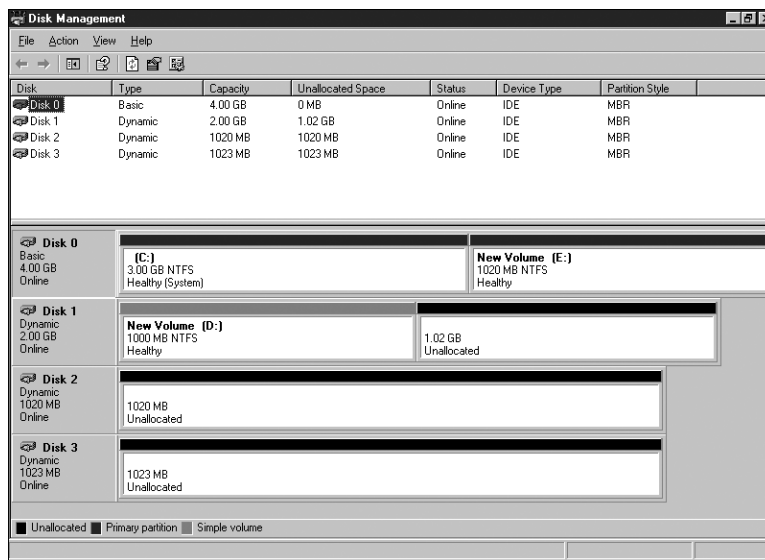 Disk Management
File Action View Help
Disk Type Capacity Unallocated Space Status Device Type Partition Style
Disk 0 Basic 4.00 GB 0 MB Online IDE MBR
Disk 1 Dynamic 2.00 GB 1.02 GB Online IDE MBR
Disk 2 Dynamic 1020 MB 1020 MB Online IDE MBR
Disk 3 Dynamic 1023 MB 1023 MB Online IDE MBR
Disk 0
Basic
4.00 GB
Online
(C:)
3.00 GB NTFS
Healthy (System)
New Volume (E:)
1020 MB NTFS
Healthy
Disk 1
Dynamic
2.00 GB
Online
New Volume (D:)
1000 MB NTFS
Healthy
1.02 GB
Unallocated
Disk 2
Dynamic
1020 MB
Online
1020 MB
Unallocated
Disk 3
Dynamic
1023 MB
Online
1023 MB
Unallocated
Unallocated Primary partition Simple volume